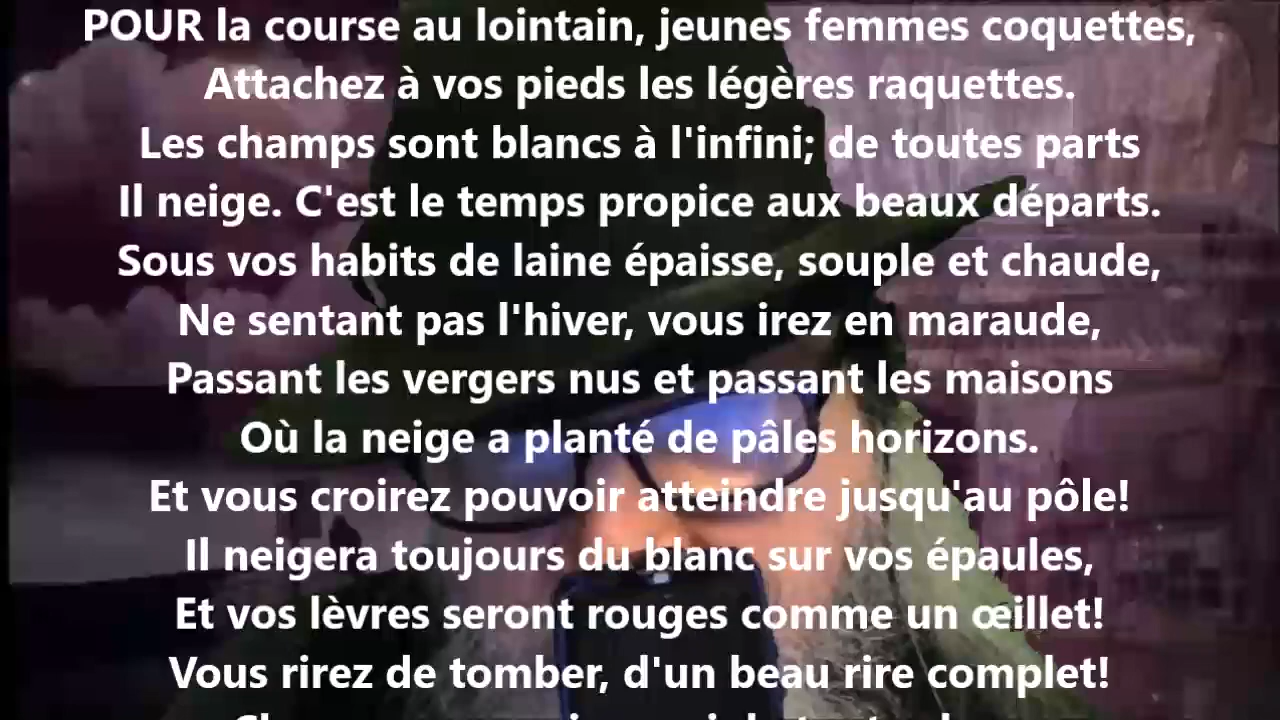 POUR la course au lointain, jeunes femmes coquettes,
Attachez à vos pieds les légères raquettes.
Les champs sont blancs à l'infini; de toutes parts
Il neige. C'est le temps propice aux beaux départs.
Sous vos habits de laine épaisse, souple et chaude,
Ne sentant pas l'hiver, vous irez en maraude,
Passant les vergers nus et passant les maisons
Où la neige a planté de pâles horizons.
Et vous croirez pouvoir atteindre jusqu'au pôle!
Il neigera toujours du blanc sur vos épaules,
Et vos lèvres seront rouges comme un œillet!
Vous rirez de tomber, d'un beau rire complet!